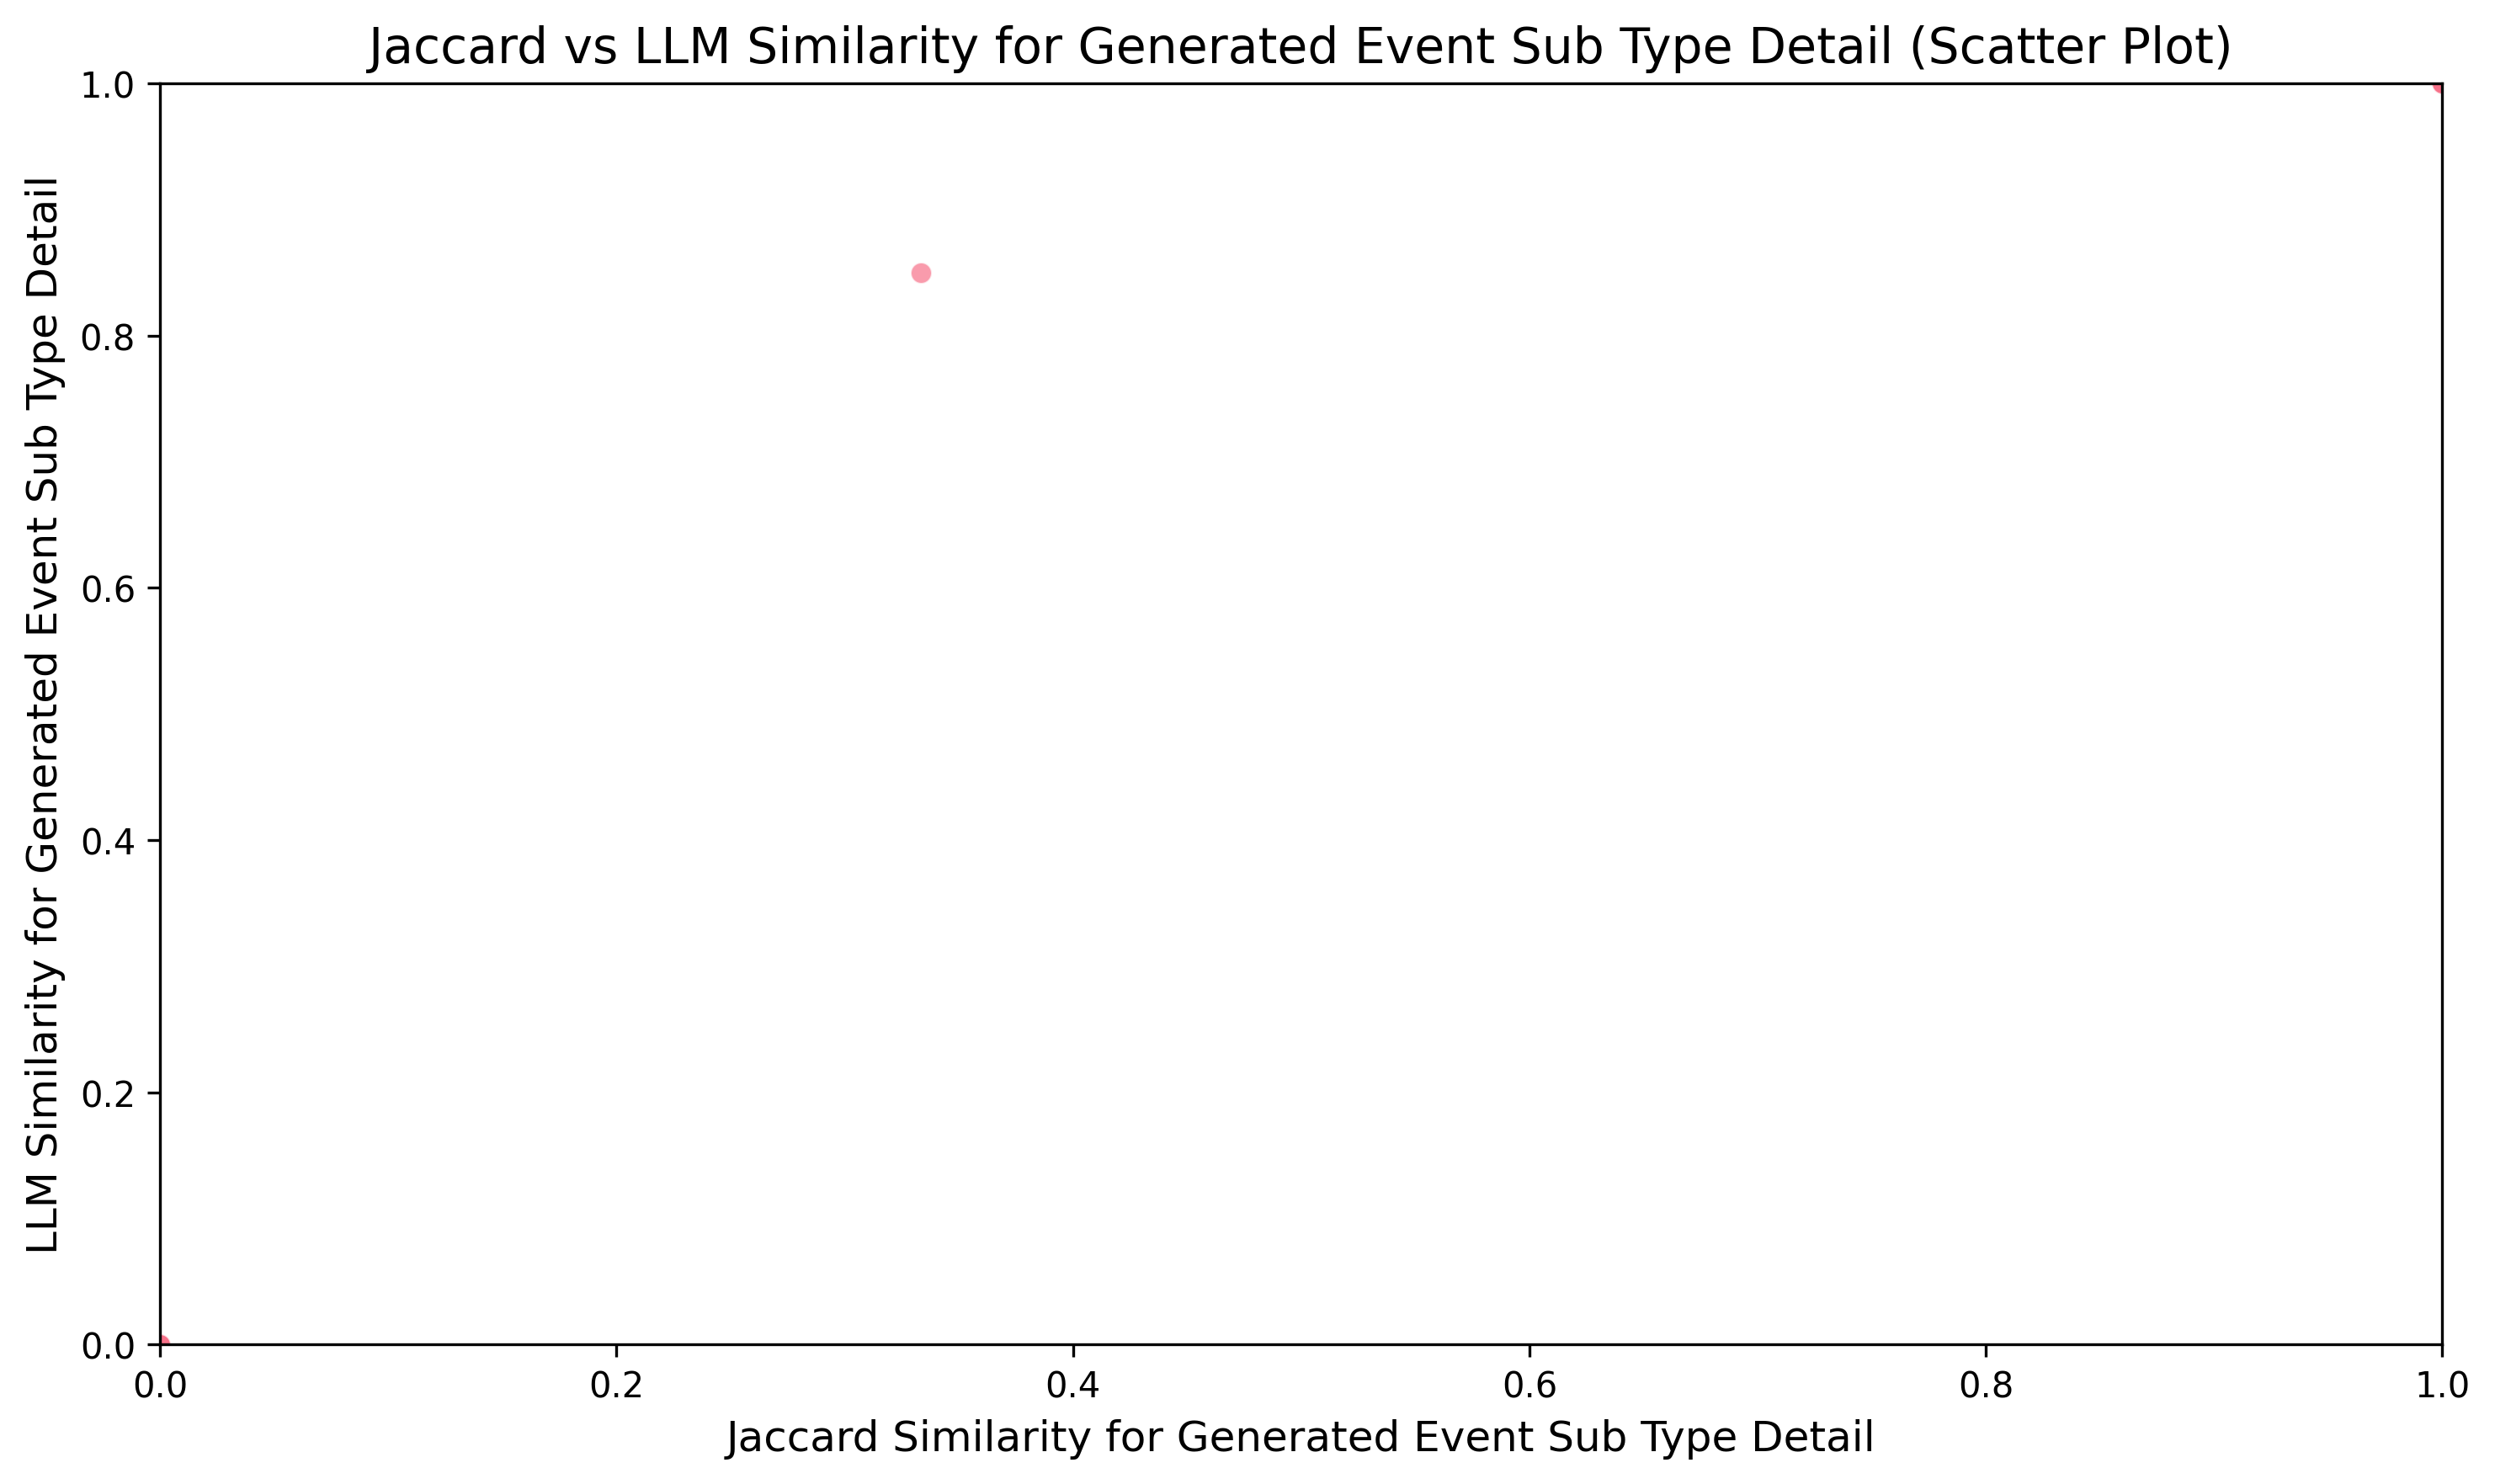 Jaccard vs LLM Similarity for Generated Event Sub Type Detail (Scatter Plot)
LLM Similarity for Generated Event Sub Type Detail
1.0
0.8
0.6
0.4
0.2
0.0
0.0 0.2 0.4 0.6 0.8 1.0
Jaccard Similarity for Generated Event Sub Type Detail